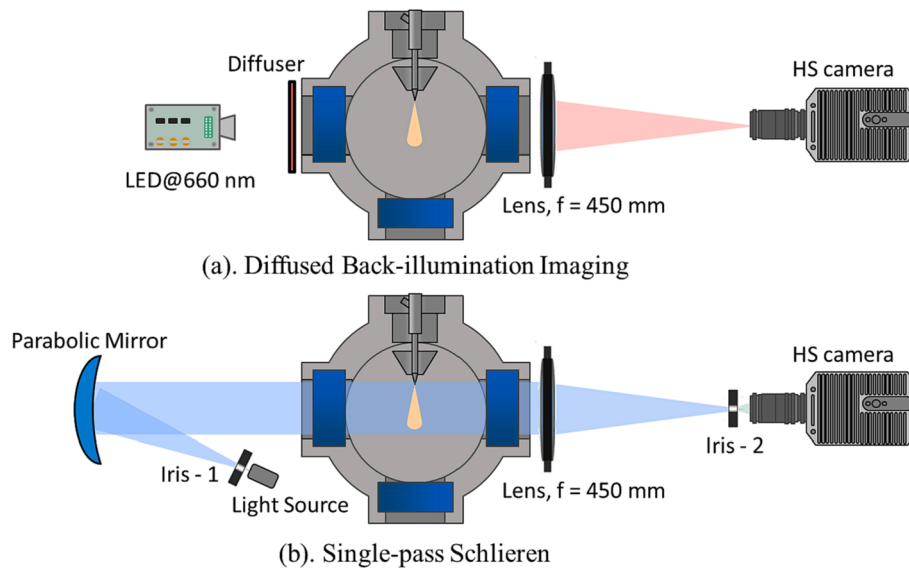 Diffuser
HS camera
LED@660 nm
Lens, f = 450 mm
(a). Diffused Back-illumination Imaging
Parabolic Mirror
HS camera
Iris - 1
Iris - 2
Light Source
Lens, f = 450 mm
(b). Single-pass Schlieren